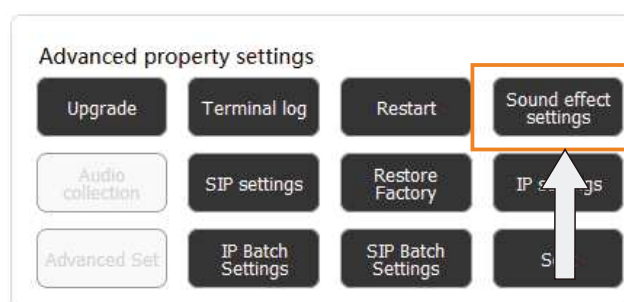 Advanced property settings
Upgrade
Terminal log
Restart
Sound effect
settings
Audio
collection
SIP settings
Restore
Factory
IP
Advanced Set
IP Batch
Settings
SIP Batch
Settings